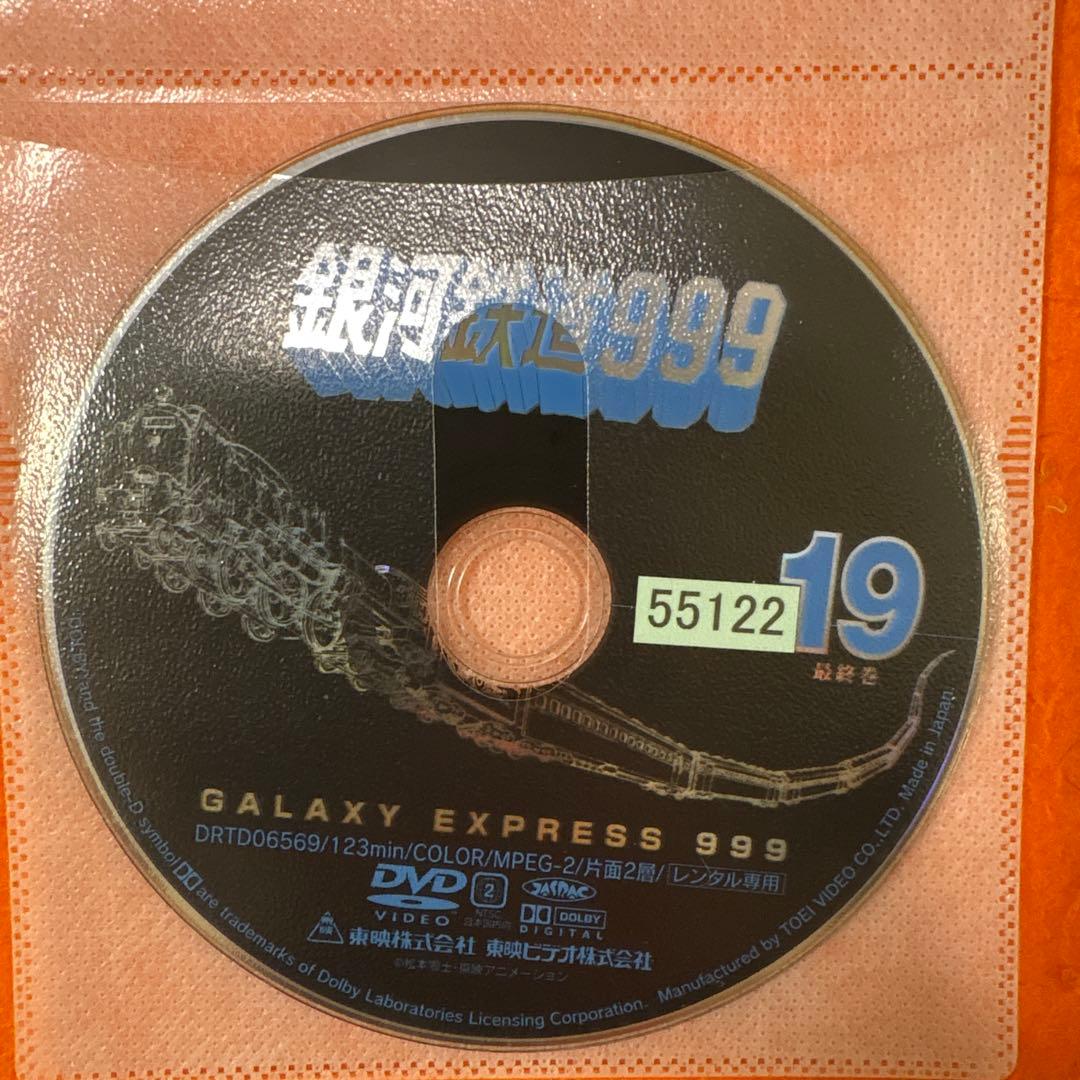 銀河鉄道999
19
55122
最終巻
GALAXY EXPRESS 999
DRTD06569/123min/COLOR/MPEG-2/片面2層/レンタル専用
DVD VIDEO
2
NTSC
日本国内向
JASRAC
DOLBY DIGITAL
東映株式会社 東映ビデオ株式会社
©松本零士・東映アニメーション
Dolby and the double-D symbol are trademarks of Dolby Laboratories Licensing Corporation. Manufactured by TOEI VIDEO CO.,LTD. Made in Japan.